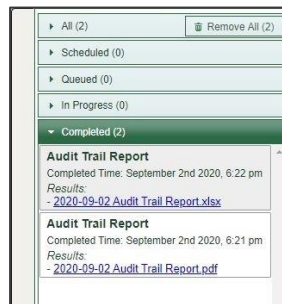 All (2) Remove All (2)
Scheduled (0)
Queued (0)
In Progress (0)
Completed (2)
Audit Trail Report
Completed Time: September 2nd 2020, 6:22 pm
Results:
- 2020-09-02 Audit Trail Report.xlsx
Audit Trail Report
Completed Time: September 2nd 2020, 6:21 pm
Results:
- 2020-09-02 Audit Trail Report.pdf